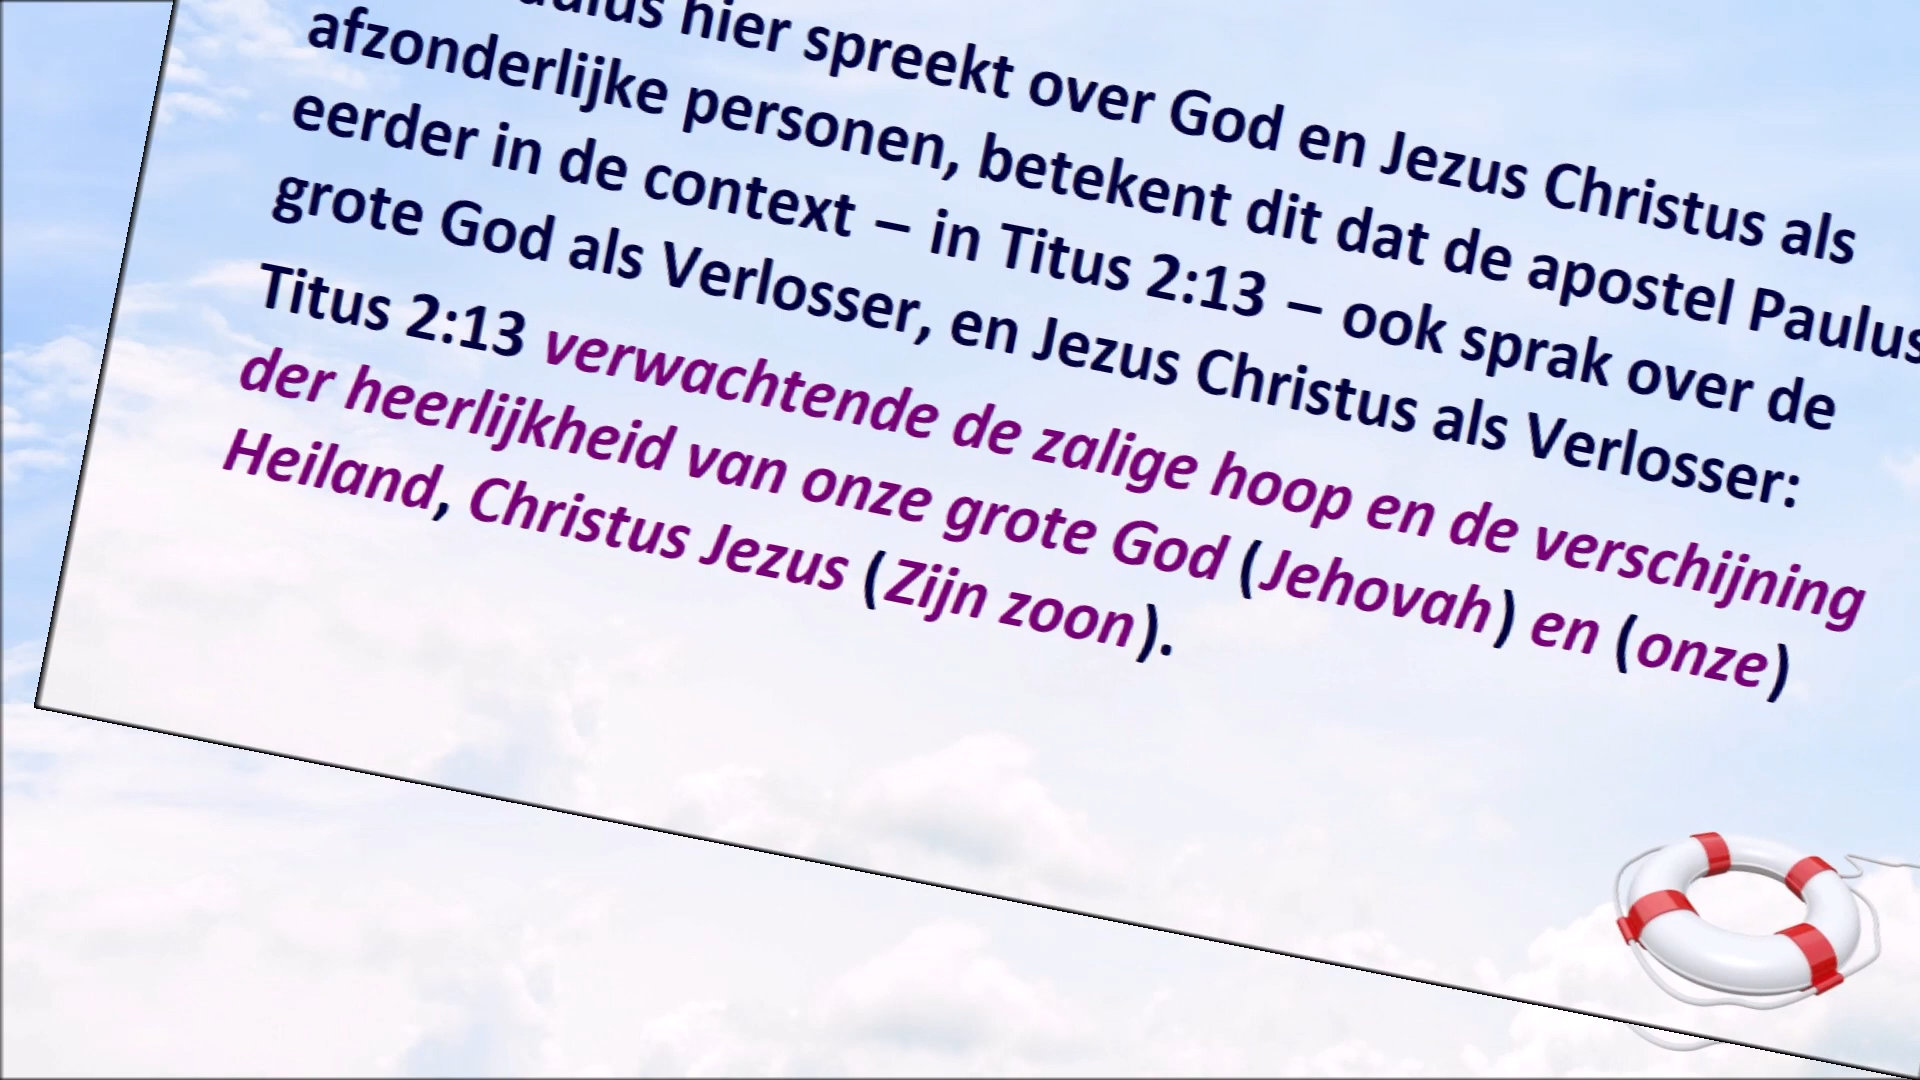 hier spreekt over God en Jezus Christus als
afzonderlijke personen, betekent dit dat de apostel Paulus
eerder in de context – in Titus 2:13 – ook sprak over de
grote God als Verlosser, en Jezus Christus als Verlosser:
Titus 2:13 verwachtende de zalige hoop en de verschijning
der heerlijkheid van onze grote God (Jehovah) en (onze)
Heiland, Christus Jezus (Zijn zoon).